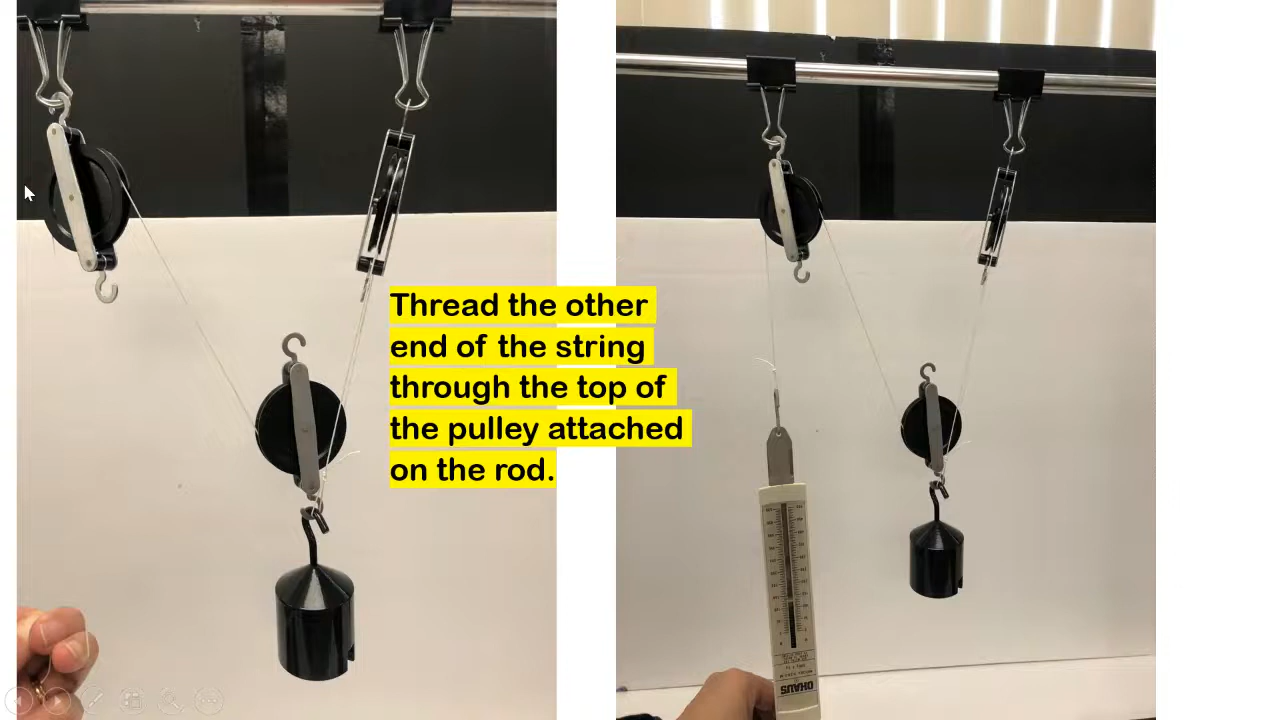 Thread the other
end of the string
through the top of
the pulley attached
on the rod.
OHAUS